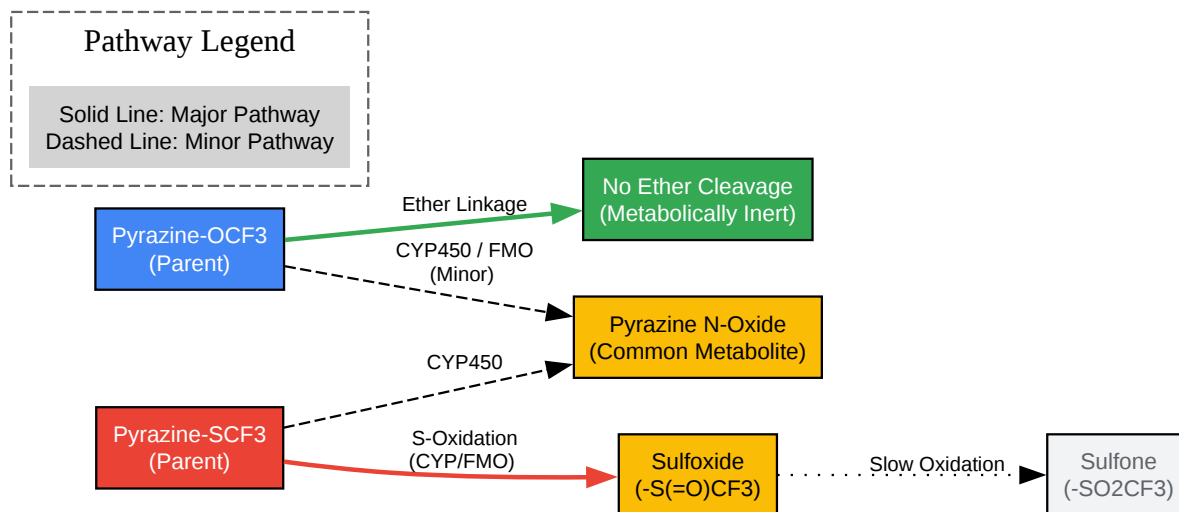 Pathway Legend
Solid Line: Major Pathway
Dashed Line: Minor Pathway
No Ether Cleavage
(Metabolically Inert)
Ether Linkage
Pyrazine-OCF3
(Parent)
CYP450 / FMO
(Minor)
Pyrazine N-Oxide
(Common Metabolite)
CYP450
Pyrazine-SCF3
(Parent)
S-Oxidation
(CYP/FMO)
Sulfoxide
(-S(=O)CF3)
Slow Oxidation
Sulfone
(-SO2CF3)